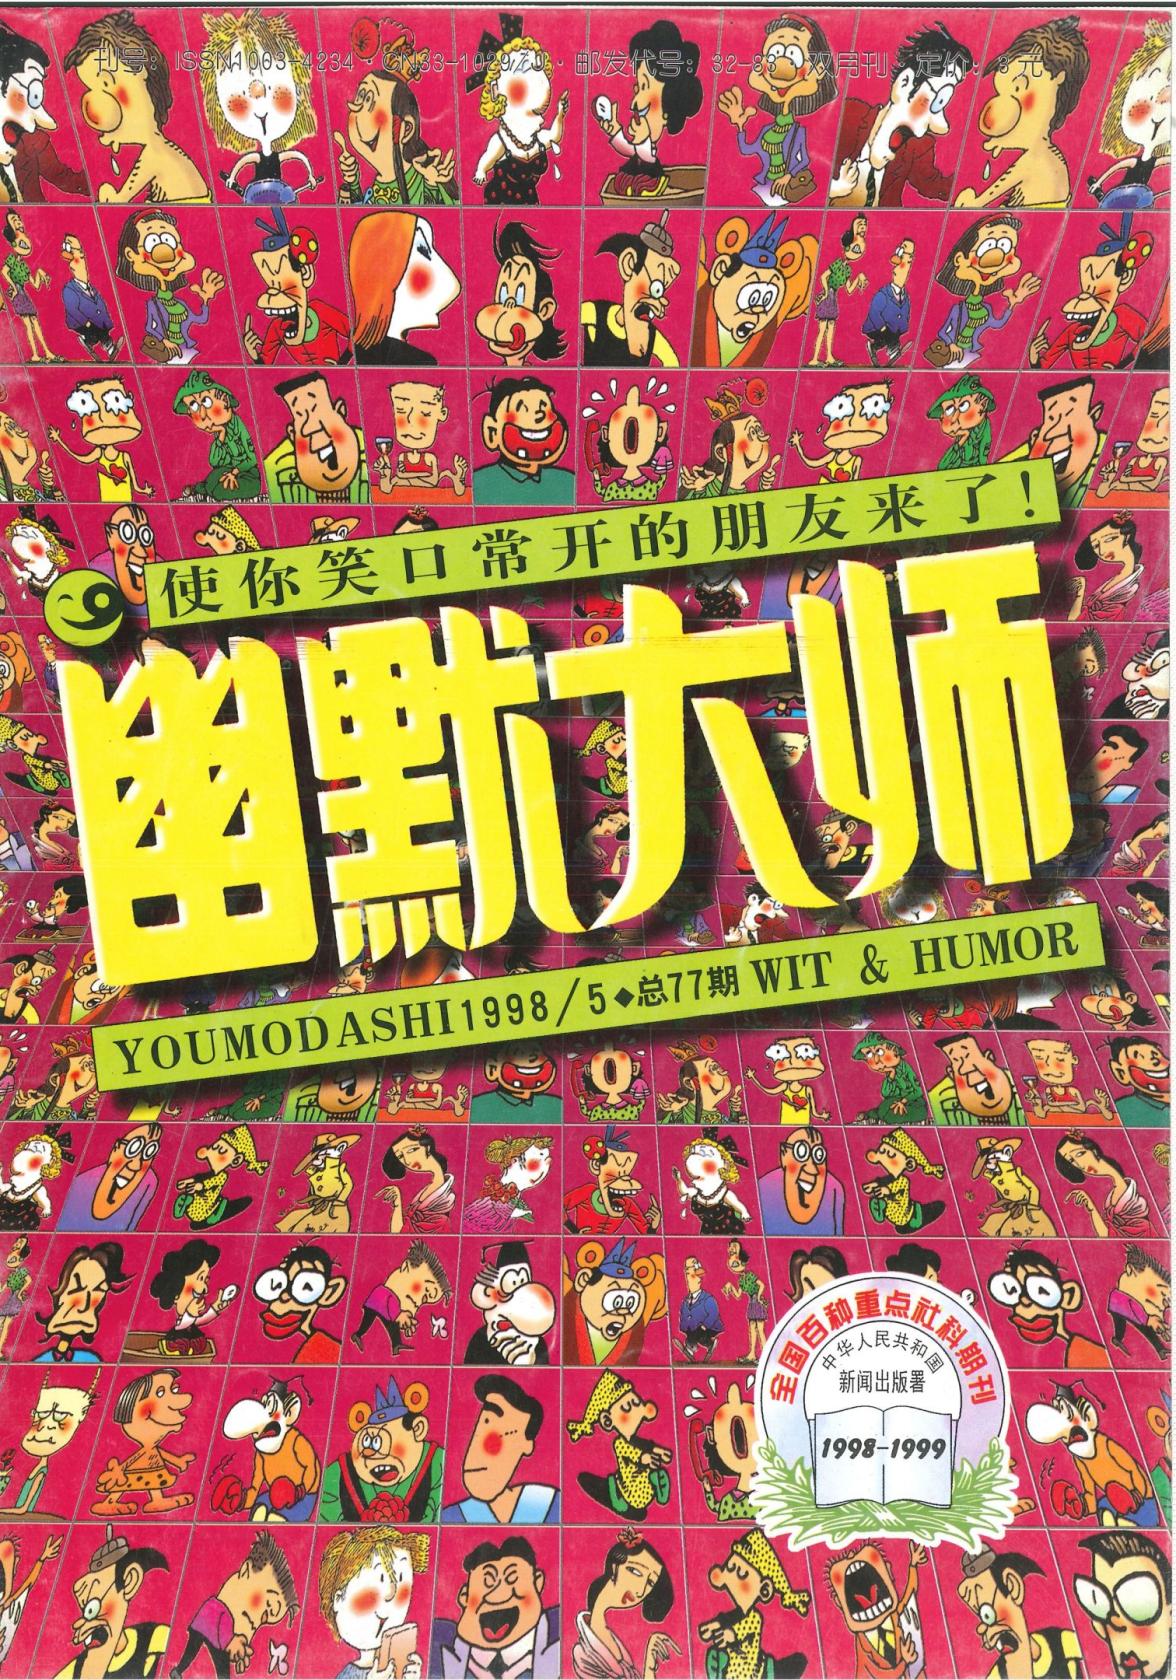 刊号：ISSN1003-4234·CN33-1029/J·邮发代号：32-83·双月刊·定价：3元
使你笑口常开的朋友来了！
幽默大师
YOUMODASHI1998/5◆总77期 WIT & HUMOR
全国百种重点社科期刊
中华人民共和国
新闻出版署
1998-1999